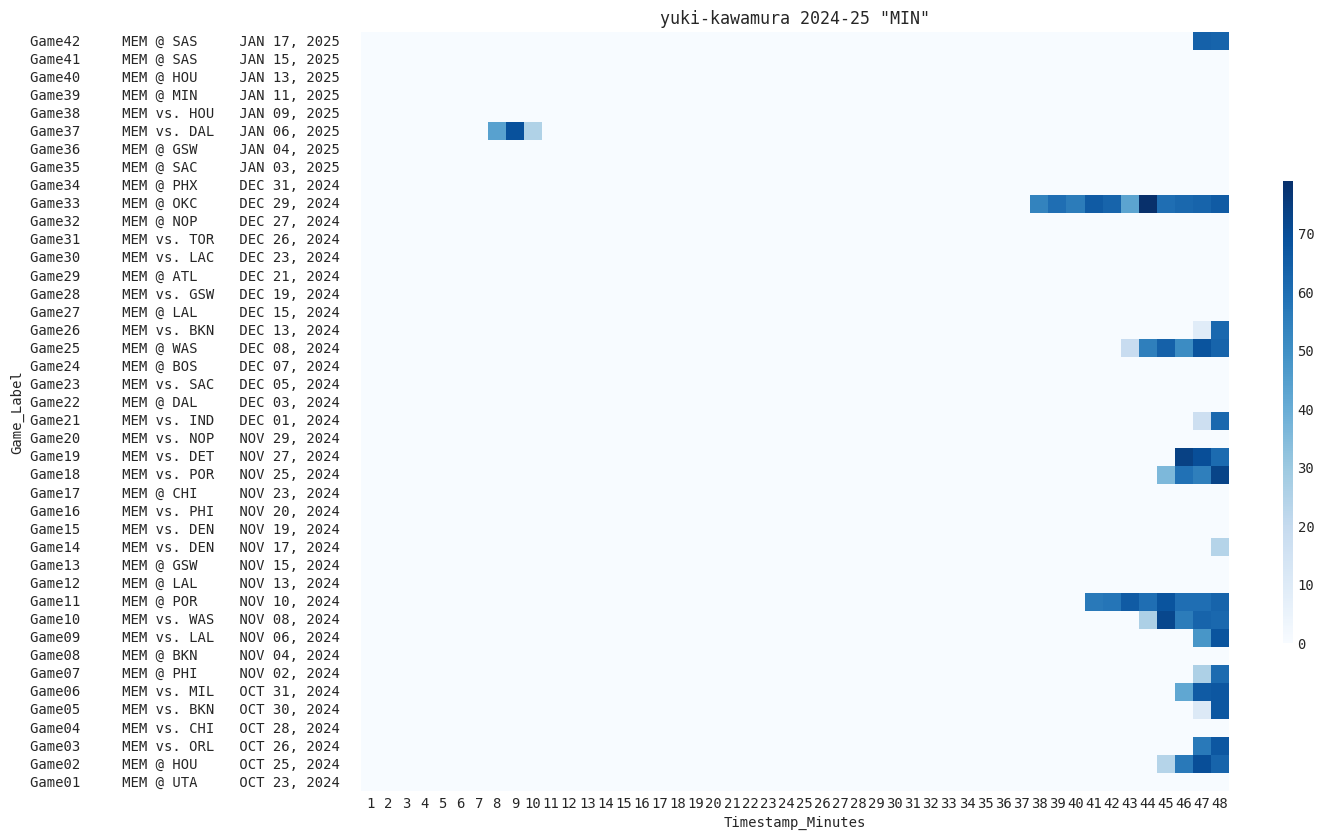 yuki-kawamura 2024-25 "MIN"
Game42 MEM @ SAS JAN 17, 2025
Game41 MEM @ SAS JAN 15, 2025
Game40 MEM @ HOU JAN 13, 2025
Game39 MEM @ MIN JAN 11, 2025
Game38 MEM vs. HOU JAN 09, 2025
Game37 MEM vs. DAL JAN 06, 2025
Game36 MEM @ GSW JAN 04, 2025
Game35 MEM @ SAC JAN 03, 2025
Game34 MEM @ PHX DEC 31, 2024
Game33 MEM @ OKC DEC 29, 2024
Game32 MEM @ NOP DEC 27, 2024
Game31 MEM vs. TOR DEC 26, 2024
Game30 MEM vs. LAC DEC 23, 2024
Game29 MEM @ ATL DEC 21, 2024
Game28 MEM vs. GSW DEC 19, 2024
Game27 MEM @ LAL DEC 15, 2024
Game26 MEM vs. BKN DEC 13, 2024
Game25 MEM @ WAS DEC 08, 2024
Game24 MEM @ BOS DEC 07, 2024
Game23 MEM vs. SAC DEC 05, 2024
Game22 MEM @ DAL DEC 03, 2024
Game21 MEM vs. IND DEC 01, 2024
Game20 MEM vs. NOP NOV 29, 2024
Game19 MEM vs. DET NOV 27, 2024
Game18 MEM vs. POR NOV 25, 2024
Game17 MEM @ CHI NOV 23, 2024
Game16 MEM vs. PHI NOV 20, 2024
Game15 MEM vs. DEN NOV 19, 2024
Game14 MEM vs. DEN NOV 17, 2024
Game13 MEM @ GSW NOV 15, 2024
Game12 MEM @ LAL NOV 13, 2024
Game11 MEM @ POR NOV 10, 2024
Game10 MEM vs. WAS NOV 08, 2024
Game09 MEM vs. LAL NOV 06, 2024
Game08 MEM @ BKN NOV 04, 2024
Game07 MEM @ PHI NOV 02, 2024
Game06 MEM vs. MIL OCT 31, 2024
Game05 MEM vs. BKN OCT 30, 2024
Game04 MEM vs. CHI OCT 28, 2024
Game03 MEM vs. ORL OCT 26, 2024
Game02 MEM @ HOU OCT 25, 2024
Game01 MEM @ UTA OCT 23, 2024
Game_Label
1 2 3 4 5 6 7 8 9 10 11 12 13 14 15 16 17 18 19 20 21 22 23 24 25 26 27 28 29 30 31 32 33 34 35 36 37 38 39 40 41 42 43 44 45 46 47 48
Timestamp_Minutes
70
60
50
40
30
20
10
0